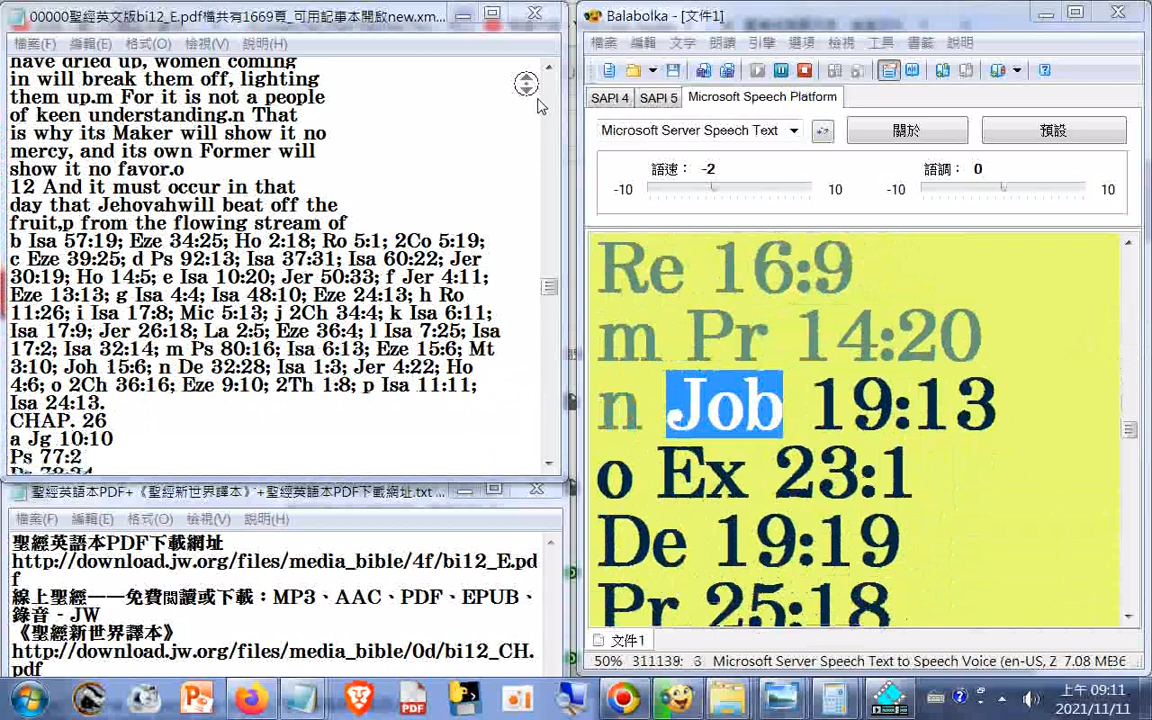 00000聖經英文版bi12_E.pdf檔共有1669頁_可用記事本開啟new.xm...
檔案(F) 編輯(E) 格式(O) 檢視(V) 說明(H)
have dried up, women coming
in will break them off, lighting
them up.m For it is not a people
of keen understanding.n That
is why its Maker will show it no
mercy, and its own Former will
show it no favor.o
12 And it must occur in that
day that Jehovahwill beat off the
fruit,p from the flowing stream of
b Isa 57:19; Eze 34:25; Ho 2:18; Ro 5:1; 2Co 5:19;
c Eze 39:25; d Ps 92:13; Isa 37:31; Isa 60:22; Jer
30:19; Ho 14:5; e Isa 10:20; Jer 50:33; f Jer 4:11;
Eze 13:13; g Isa 4:4; Isa 48:10; Eze 24:13; h Ro
11:26; i Isa 17:8; Mic 5:13; j 2Ch 34:4; k Isa 6:11;
Isa 17:9; Jer 26:18; La 2:5; Eze 36:4; l Isa 7:25; Isa
17:2; Isa 32:14; m Ps 80:16; Isa 6:13; Eze 15:6; Mt
3:10; Joh 15:6; n De 32:28; Isa 1:3; Jer 4:22; Ho
4:6; o 2Ch 36:16; Eze 9:10; 2Th 1:8; p Isa 11:11;
Isa 24:13.
CHAP. 26
a Jg 10:10
Ps 77:2
Ps 78:34
聖經英語本PDF+《聖經新世界譯本》+聖經英語本PDF下載網址.txt ...
檔案(F) 編輯(E) 格式(O) 檢視(V) 說明(H)
聖經英語本PDF下載網址
http://download.jw.org/files/media_bible/4f/bi12_E.pd
f
線上聖經——免費閱讀或下載：MP3、AAC、PDF、EPUB、
錄音 - JW
《聖經新世界譯本》
http://download.jw.org/files/media_bible/0d/bi12_CH.
pdf
Balabolka - [文件1]
檔案 編輯 文字 朗讀 引擎 選項 檢視 工具 書籤 說明
SAPI 4 SAPI 5 Microsoft Speech Platform
Microsoft Server Speech Text 關於 預設
語速： -2 語調： 0
-10 10 -10 10
Re 16:9
m Pr 14:20
n Job 19:13
o Ex 23:1
De 19:19
Pr 25:18
文件1
50% 311139: 8 Microsoft Server Speech Text to Speech Voice (en-US, Z 7.08 MB
上午 09:11
2021/11/11